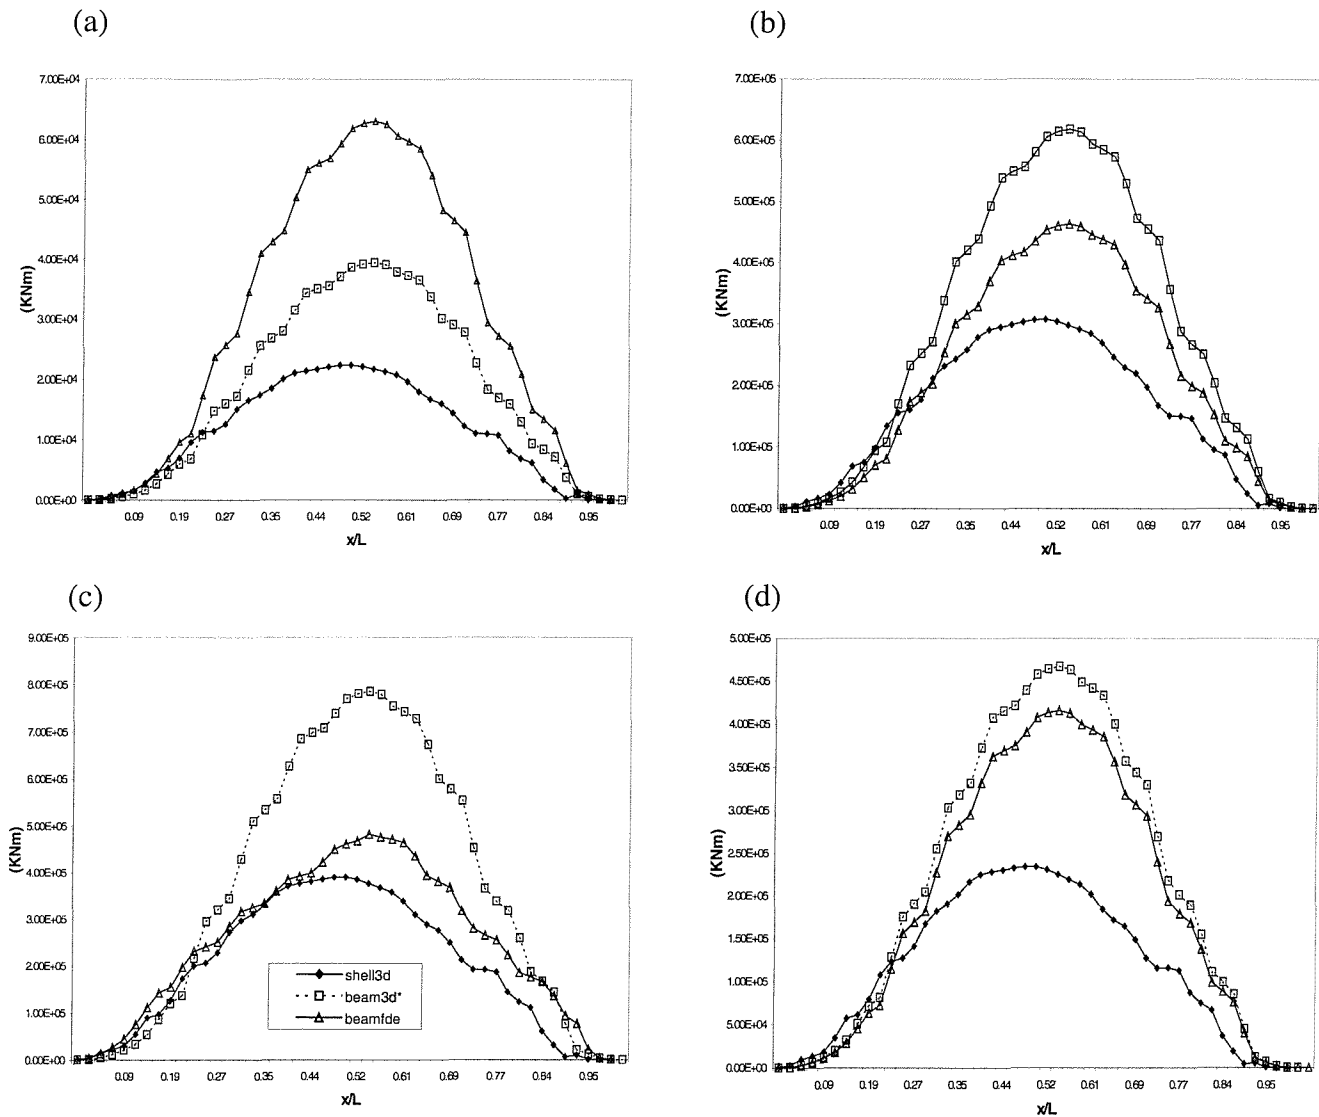 (a)
7.00E+04
6.00E+04
5.00E+04
4.00E+04
3.00E+04
2.00E+04
1.00E+04
0.00E+00
(KNm)
0.09 0.19 0.27 0.35 0.44 0.52 0.61 0.69 0.77 0.84 0.95
x/L
(b)
7.00E+05
6.00E+05
5.00E+05
4.00E+05
3.00E+05
2.00E+05
1.00E+05
0.00E+00
(KNm)
0.09 0.19 0.27 0.35 0.44 0.52 0.61 0.69 0.77 0.84 0.95
x/L
(c)
9.00E+05
8.00E+05
7.00E+05
6.00E+05
5.00E+05
4.00E+05
3.00E+05
2.00E+05
1.00E+05
0.00E+00
(KNm)
shell3d
beam3d*
beamfde
0.09 0.19 0.27 0.35 0.44 0.52 0.61 0.69 0.77 0.84 0.95
x/L
(d)
5.00E+05
4.50E+05
4.00E+05
3.50E+05
3.00E+05
2.50E+05
2.00E+05
1.50E+05
1.00E+05
5.00E+04
0.00E+00
(KNm)
0.09 0.19 0.27 0.35 0.44 0.52 0.61 0.69 0.77 0.84 0.95
x/L